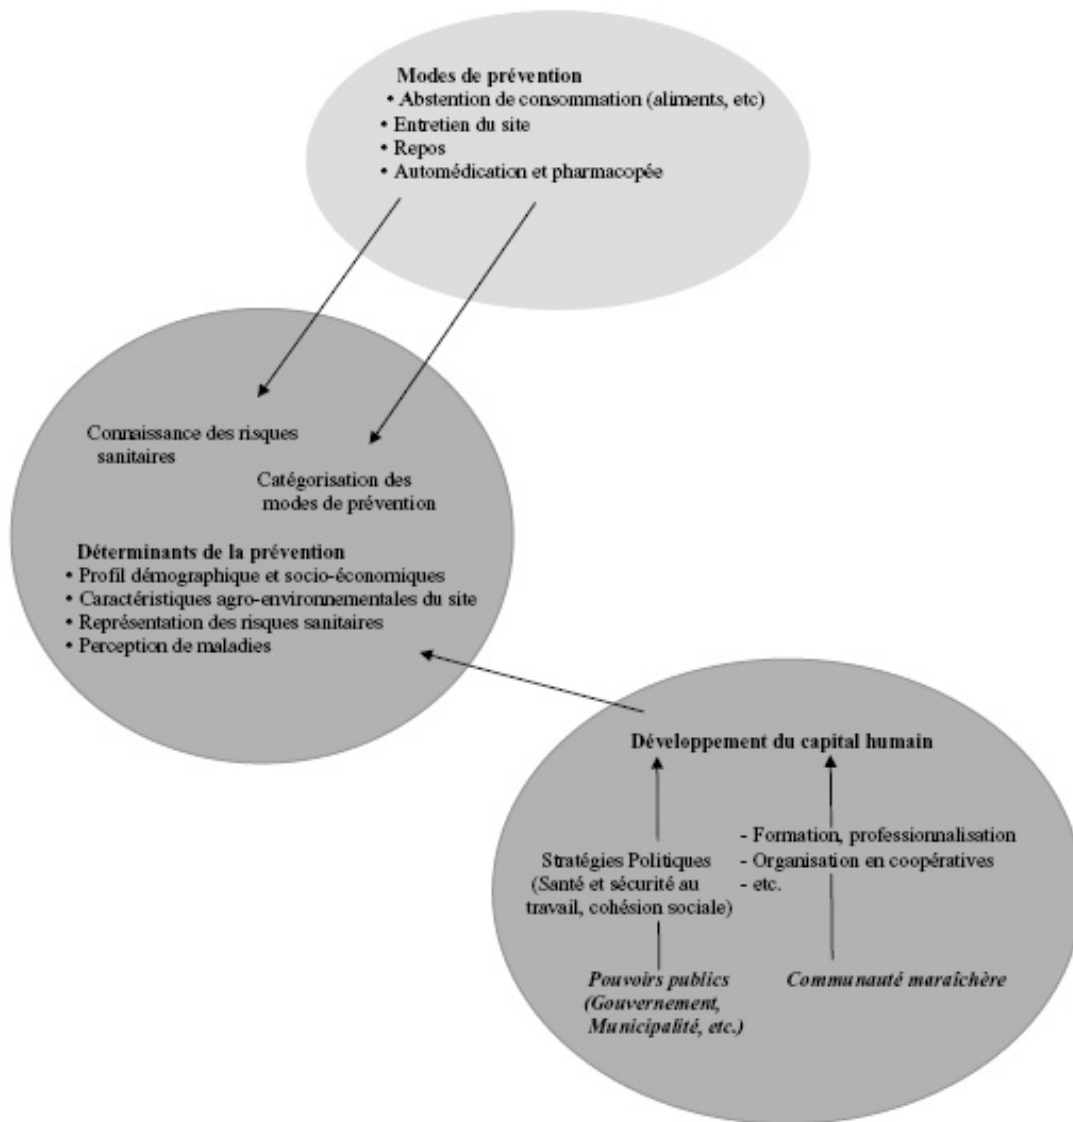 Modes de prévention
• Abstention de consommation (aliments, etc)
• Entretien du site
• Repos
• Automédication et pharmacopée
Connaissance des risques
sanitaires
Catégorisation des
modes de prévention
Déterminants de la prévention
• Profil démographique et socio-économiques
• Caractéristiques agro-environnementales du site
• Représentation des risques sanitaires
• Perception de maladies
Développement du capital humain
Stratégies Politiques
(Santé et sécurité au
travail, cohésion sociale)
- Formation, professionnalisation
- Organisation en coopératives
- etc.
Pouvoirs publics
(Gouvernement,
Municipalité, etc.)
Communauté maraîchère